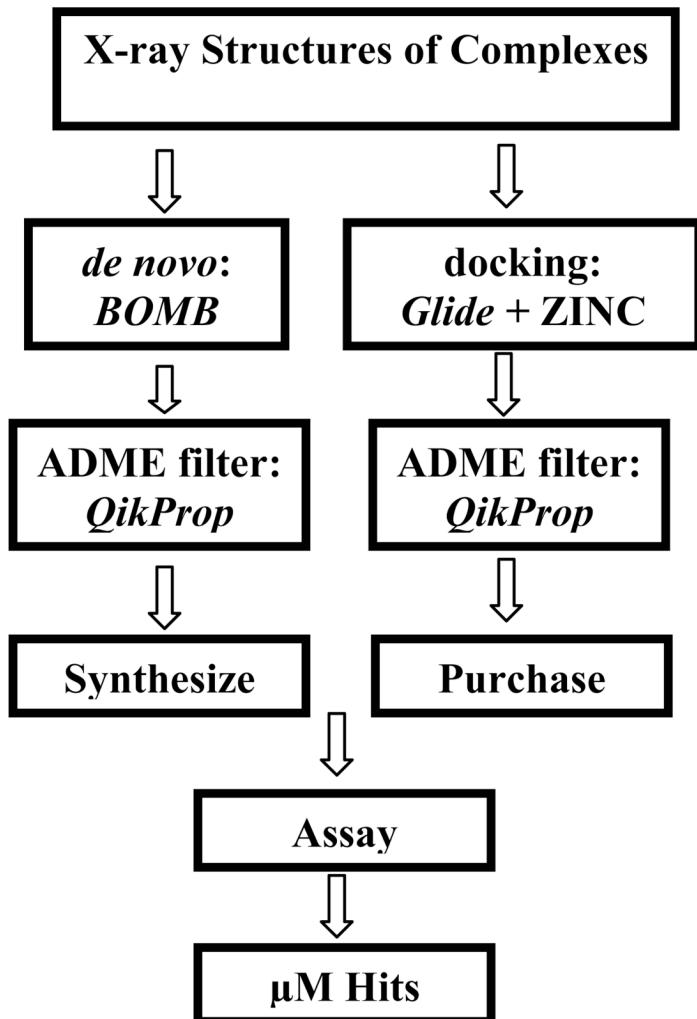 X-ray Structures of Complexes
de novo:
BOMB
docking:
Glide + ZINC
ADME filter:
QikProp
ADME filter:
QikProp
Synthesize
Purchase
Assay
µM Hits